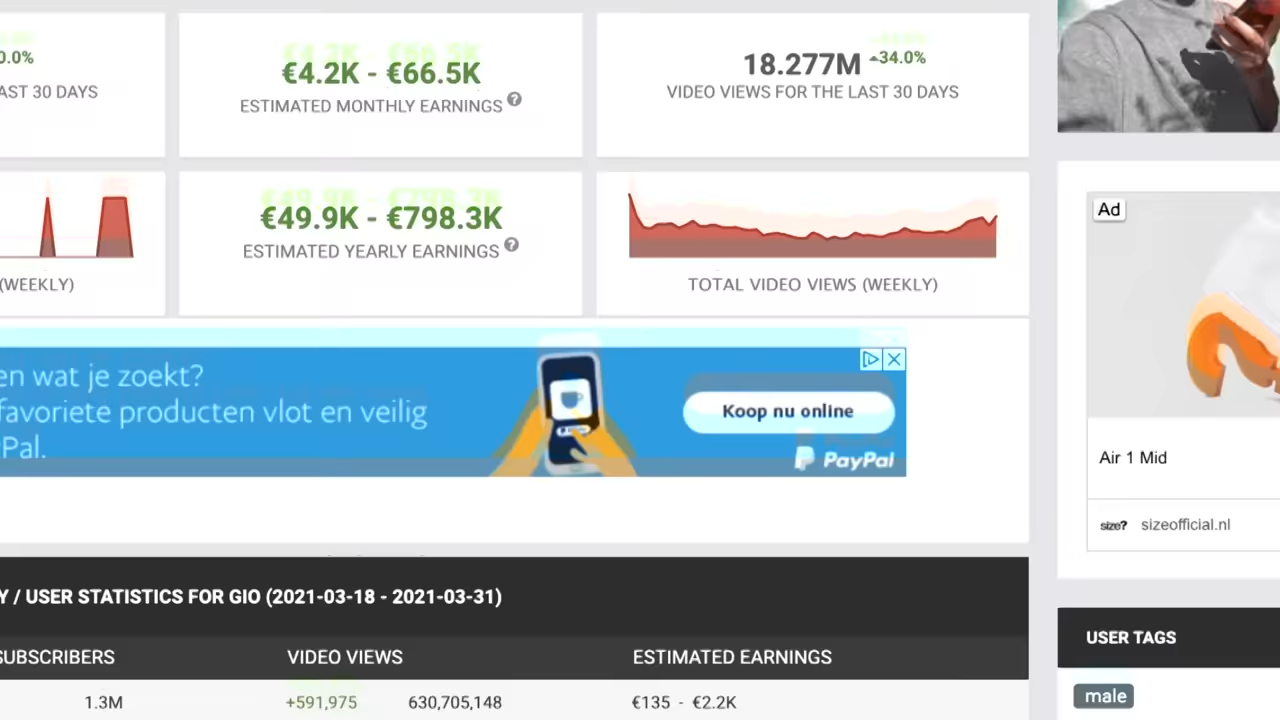 0.0%
€4.2K - €66.5K
18.277M
34.0%
AST 30 DAYS
ESTIMATED MONTHLY EARNINGS ?
VIDEO VIEWS FOR THE LAST 30 DAYS
€49.9K - €798.3K
ESTIMATED YEARLY EARNINGS ?
(WEEKLY)
TOTAL VIDEO VIEWS (WEEKLY)
Ad
en wat je zoekt?
favoriete producten vlot en veilig
Pal.
Koop nu online
PayPal
Air 1 Mid
size? sizeofficial.nl
Y / USER STATISTICS FOR GIO (2021-03-18 - 2021-03-31)
USER TAGS
SUBSCRIBERS VIDEO VIEWS ESTIMATED EARNINGS
1.3M +591,975 630,705,148 €135 - €2.2K
male